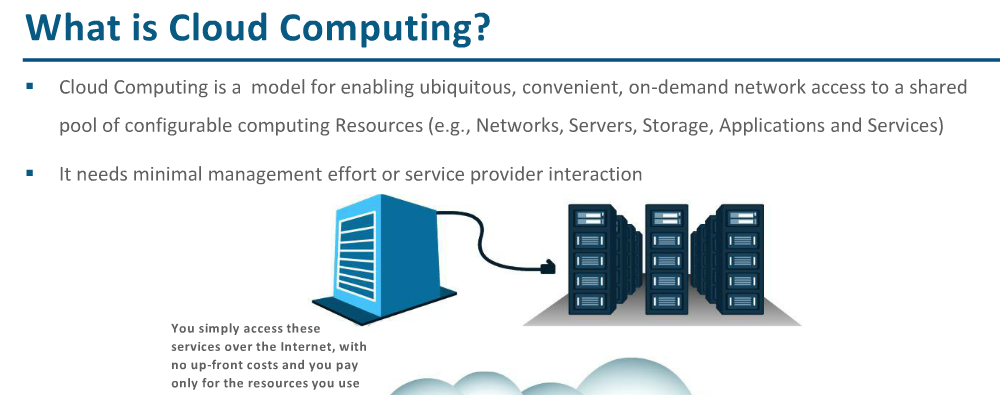 What is Cloud Computing?
▪ Cloud Computing is a  model for enabling ubiquitous, convenient, on-demand network access to a shared
pool of configurable computing Resources (e.g., Networks, Servers, Storage, Applications and Services)
▪ It needs minimal management effort or service provider interaction
You simply access these
services over the Internet, with
no up-front costs and you pay
only for the resources you use